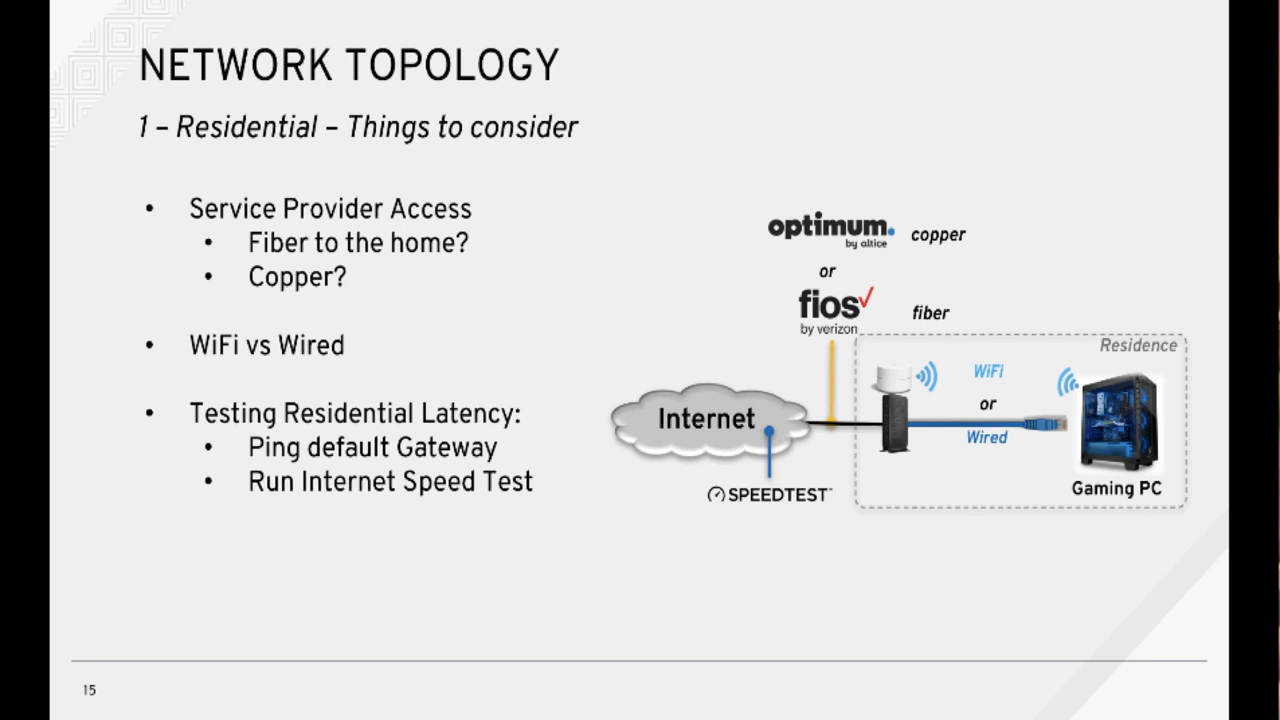 NETWORK TOPOLOGY
1 – Residential – Things to consider
• Service Provider Access
• Fiber to the home?
• Copper?
• WiFi vs Wired
• Testing Residential Latency:
• Ping default Gateway
• Run Internet Speed Test
optimum.
by altice
copper
or
fios
by verizon
fiber
Residence
WiFi
or
Wired
Internet
SPEEDTEST™
Gaming PC
15